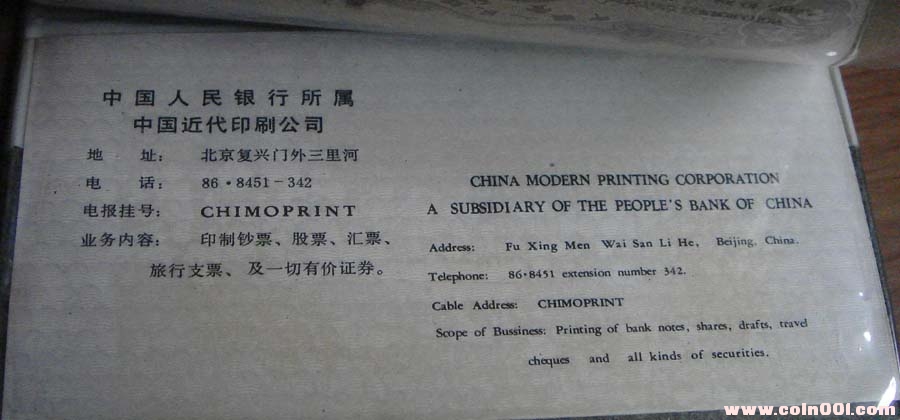 中国人民银行所属
中国近代印刷公司
地 址： 北京复兴门外三里河
电 话： 86·8451-342
电报挂号： CHIMOPRINT
业务内容： 印制钞票、股票、汇票、
旅行支票、及一切有价证券。
CHINA MODERN PRINTING CORPORATION
A SUBSIDIARY OF THE PEOPLE'S BANK OF CHINA
Address: Fu Xing Men Wai San Li He, Beijing, China.
Telephone: 86·8451 extension number 342.
Cable Address: CHIMOPRINT
Scope of Bussiness: Printing of bank notes, shares, drafts, travel
cheques and all kinds of securities.
www.coin001.com